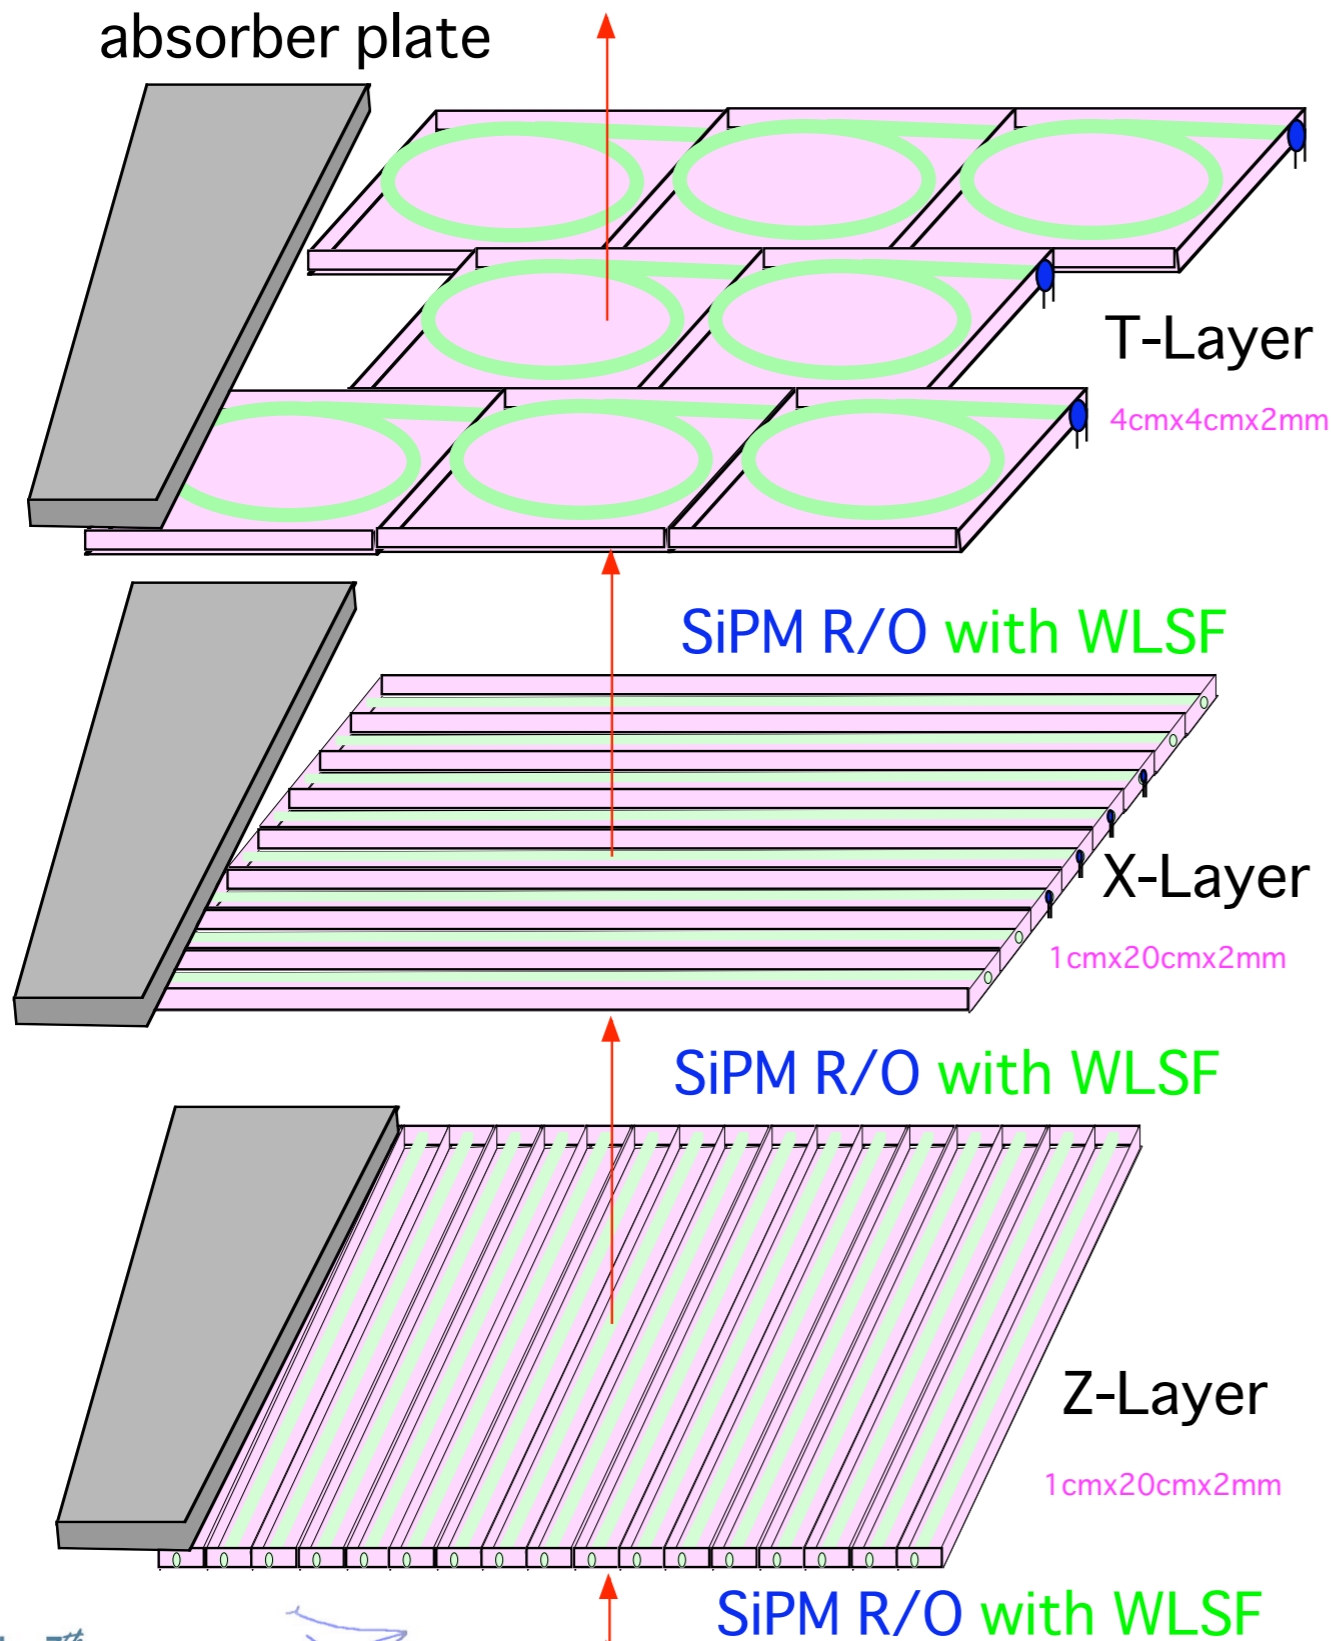 absorber plate
T-Layer
4cmx4cmx2mm
SiPM R/O with WLSF
X-Layer
1cmx20cmx2mm
SiPM R/O with WLSF
Z-Layer
1cmx20cmx2mm
SiPM R/O with WLSF